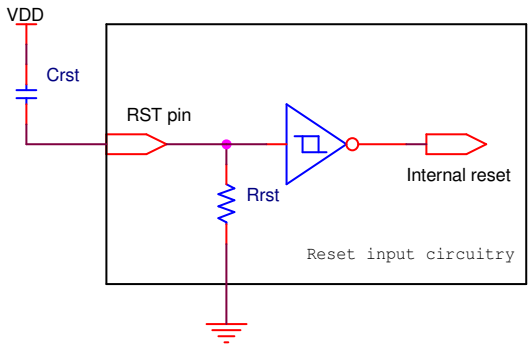 VDD
Crst
RST pin
Rrst
Internal reset
Reset input circuitry